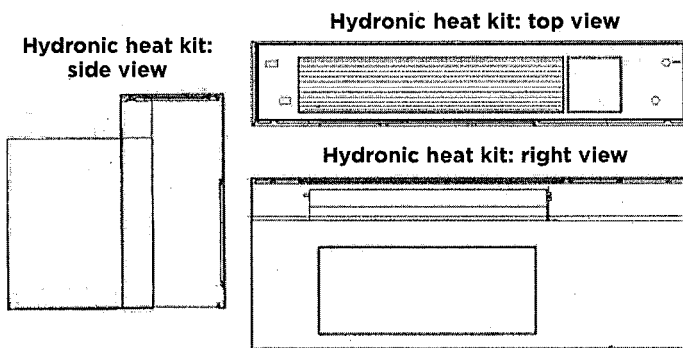 Hydronic heat kit:
side view
Hydronic heat kit: top view
Hydronic heat kit: right view